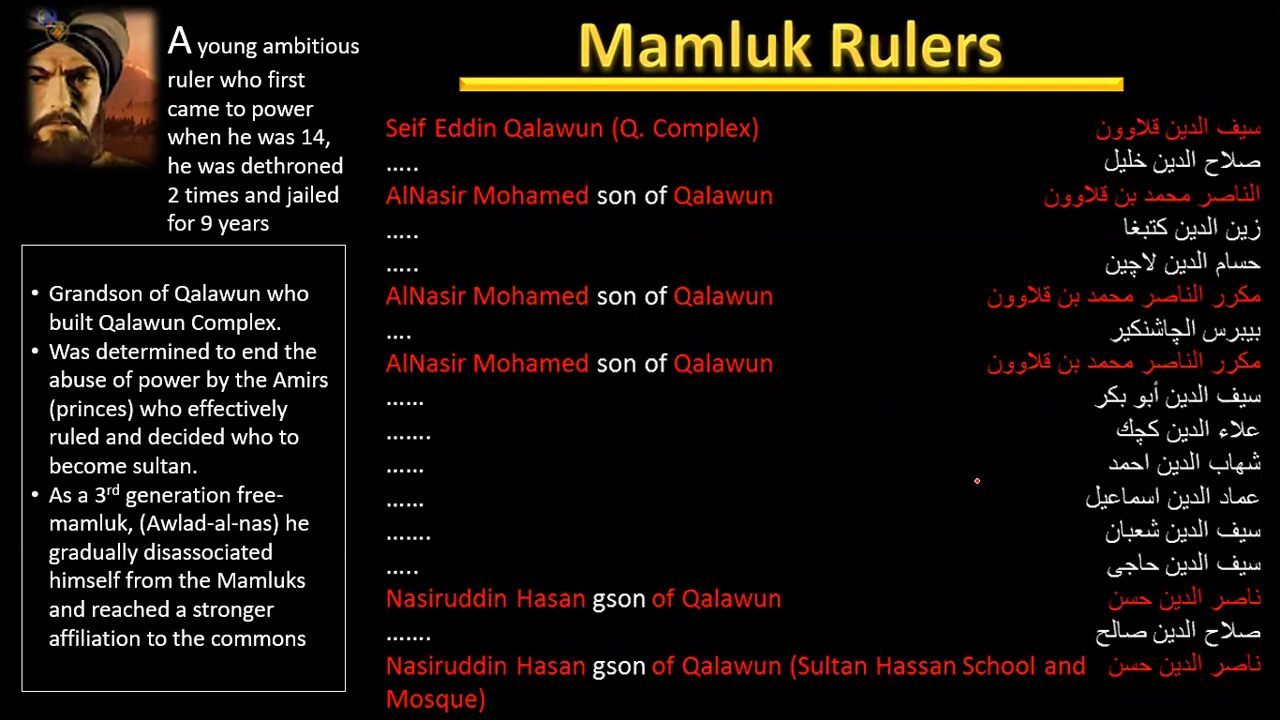 Mamluk Rulers
A young ambitious
ruler who first
came to power
when he was 14,
he was dethroned
2 times and jailed
for 9 years
• Grandson of Qalawun who
built Qalawun Complex.
• Was determined to end the
abuse of power by the Amirs
(princes) who effectively
ruled and decided who to
become sultan.
• As a 3rd generation free-
mamluk, (Awlad-al-nas) he
gradually disassociated
himself from the Mamluks
and reached a stronger
affiliation to the commons
Seif Eddin Qalawun (Q. Complex) سيف الدين قلاوون
..... صلاح الدين خليل
AlNasir Mohamed son of Qalawun الناصر محمد بن قلاوون
..... زين الدين كتبغا
..... حسام الدين لاچين
AlNasir Mohamed son of Qalawun مكرر الناصر محمد بن قلاوون
.... بيبرس الچاشنكير
AlNasir Mohamed son of Qalawun مكرر الناصر محمد بن قلاوون
...... سيف الدين أبو بكر
....... علاء الدين كچك
...... شهاب الدين احمد
...... عماد الدين اسماعيل
....... سيف الدين شعبان
..... سيف الدين حاجى
Nasiruddin Hasan gson of Qalawun ناصر الدين حسن
....... صلاح الدين صالح
Nasiruddin Hasan gson of Qalawun (Sultan Hassan School and ناصر الدين حسن
Mosque)